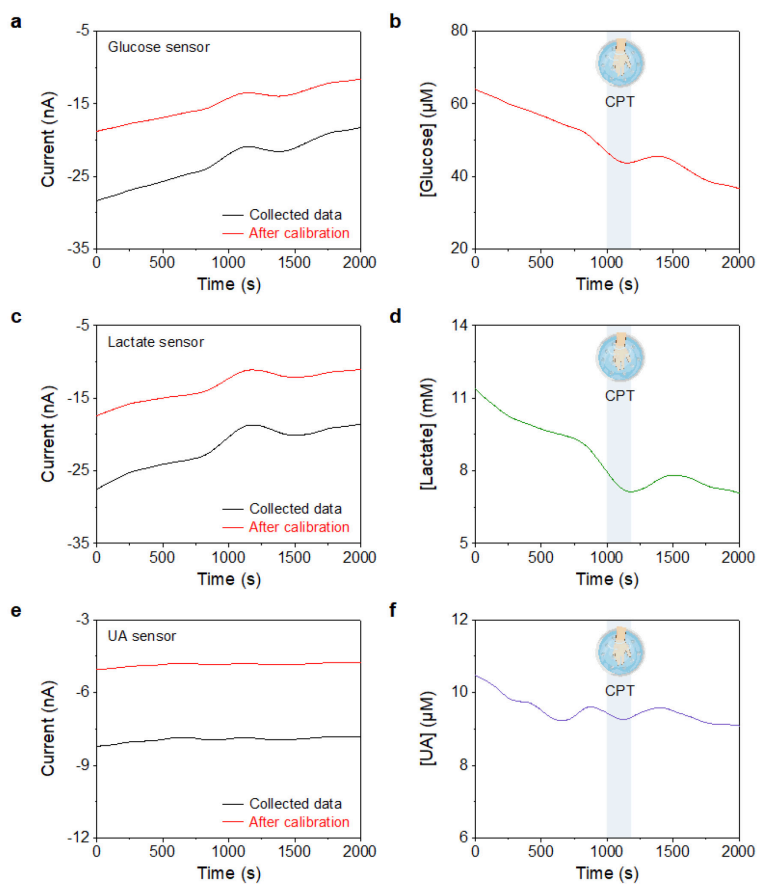 a
Glucose sensor
Current (nA)
-5
-15
-25
-35
Collected data
After calibration
0 500 1000 1500 2000
Time (s)
b
CPT
[Glucose] (µM)
80
60
40
20
0 500 1000 1500 2000
Time (s)
c
Lactate sensor
Current (nA)
-5
-15
-25
-35
Collected data
After calibration
0 500 1000 1500 2000
Time (s)
d
CPT
[Lactate] (mM)
14
11
8
5
0 500 1000 1500 2000
Time (s)
e
UA sensor
Current (nA)
-3
-6
-9
-12
Collected data
After calibration
0 500 1000 1500 2000
Time (s)
f
CPT
[UA] (µM)
12
10
8
6
0 500 1000 1500 2000
Time (s)